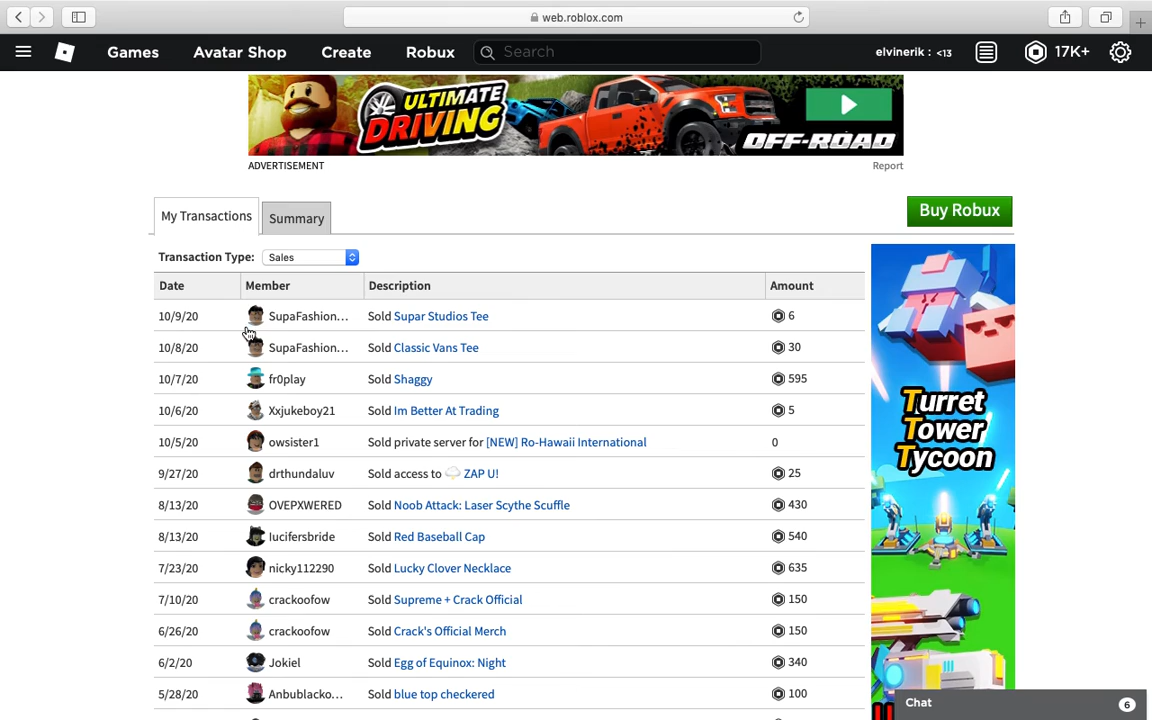 web.roblox.com
Games Avatar Shop Create Robux Search elvinerik : <13 17K+
ULTIMATE DRIVING
OFF-ROAD
ADVERTISEMENT Report
My Transactions Summary Buy Robux
Transaction Type: Sales
Date Member Description Amount
10/9/20 SupaFashion... Sold Supar Studios Tee 6
10/8/20 SupaFashion... Sold Classic Vans Tee 30
10/7/20 fr0play Sold Shaggy 595
10/6/20 Xxjukeboy21 Sold Im Better At Trading 5
10/5/20 owsister1 Sold private server for [NEW] Ro-Hawaii International 0
9/27/20 drthundaluv Sold access to 🌩 ZAP U! 25
8/13/20 OVEPXWERED Sold Noob Attack: Laser Scythe Scuffle 430
8/13/20 lucifersbride Sold Red Baseball Cap 540
7/23/20 nicky112290 Sold Lucky Clover Necklace 635
7/10/20 crackoofow Sold Supreme + Crack Official 150
6/26/20 crackoofow Sold Crack's Official Merch 150
6/2/20 Jokiel Sold Egg of Equinox: Night 340
5/28/20 Anbublacko... Sold blue top checkered 100
Turret
Tower
Tycoon
Chat 6